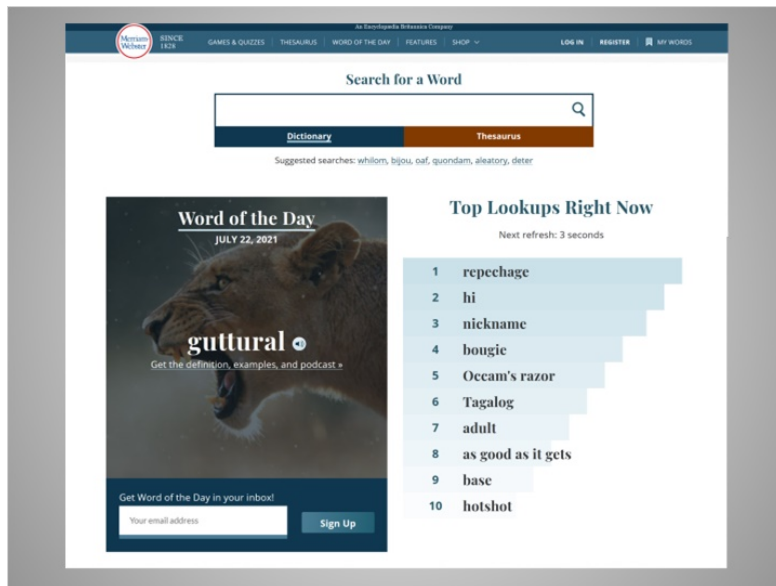 An Encyclopædia Britannica Company
Merriam-Webster SINCE 1828 GAMES & QUIZZES THESAURUS WORD OF THE DAY FEATURES SHOP LOG IN REGISTER MY WORDS
Search for a Word
Dictionary Thesaurus
Suggested searches: whilom, bijou, oaf, quondam, aleatory, deter
Word of the Day
JULY 22, 2021
guttural
Get the definition, examples, and podcast »
Get Word of the Day in your inbox!
Your email address Sign Up
Top Lookups Right Now
Next refresh: 3 seconds
1 repechage
2 hi
3 nickname
4 bougie
5 Occam's razor
6 Tagalog
7 adult
8 as good as it gets
9 base
10 hotshot